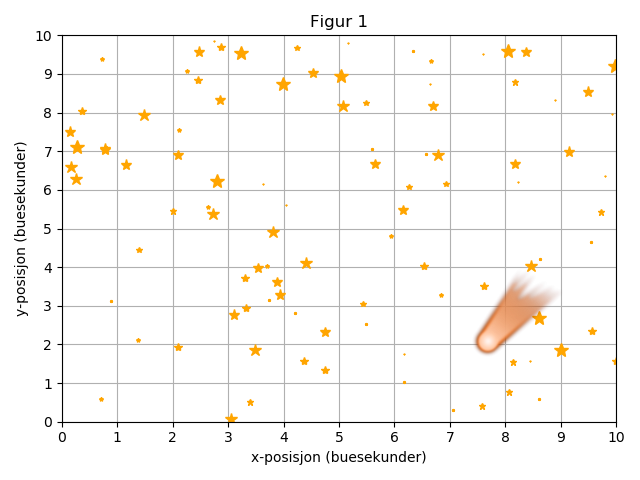 Figur 1
10
9
8
7
6
5
4
3
2
1
0
y-posisjon (buesekunder)
0 1 2 3 4 5 6 7 8 9 10
x-posisjon (buesekunder)